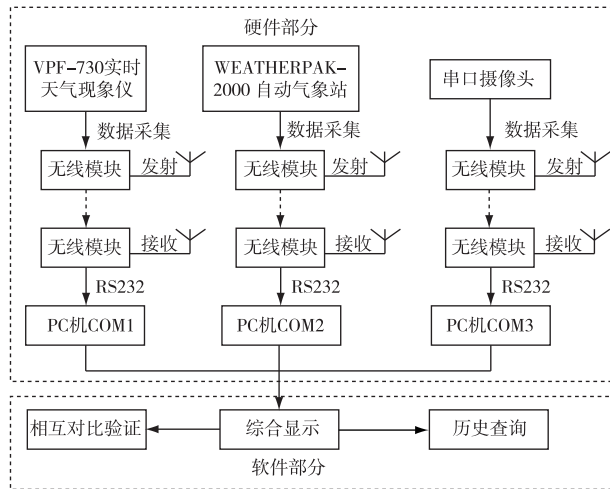 硬件部分
VPF-730实时
天气现象仪
WEATHERPAK-
2000 自动气象站
串口摄像头
数据采集
数据采集
数据采集
无线模块
发射
无线模块
发射
无线模块
发射
无线模块
接收
无线模块
接收
无线模块
接收
RS232
RS232
RS232
PC机COM1
PC机COM2
PC机COM3
相互对比验证
综合显示
历史查询
软件部分